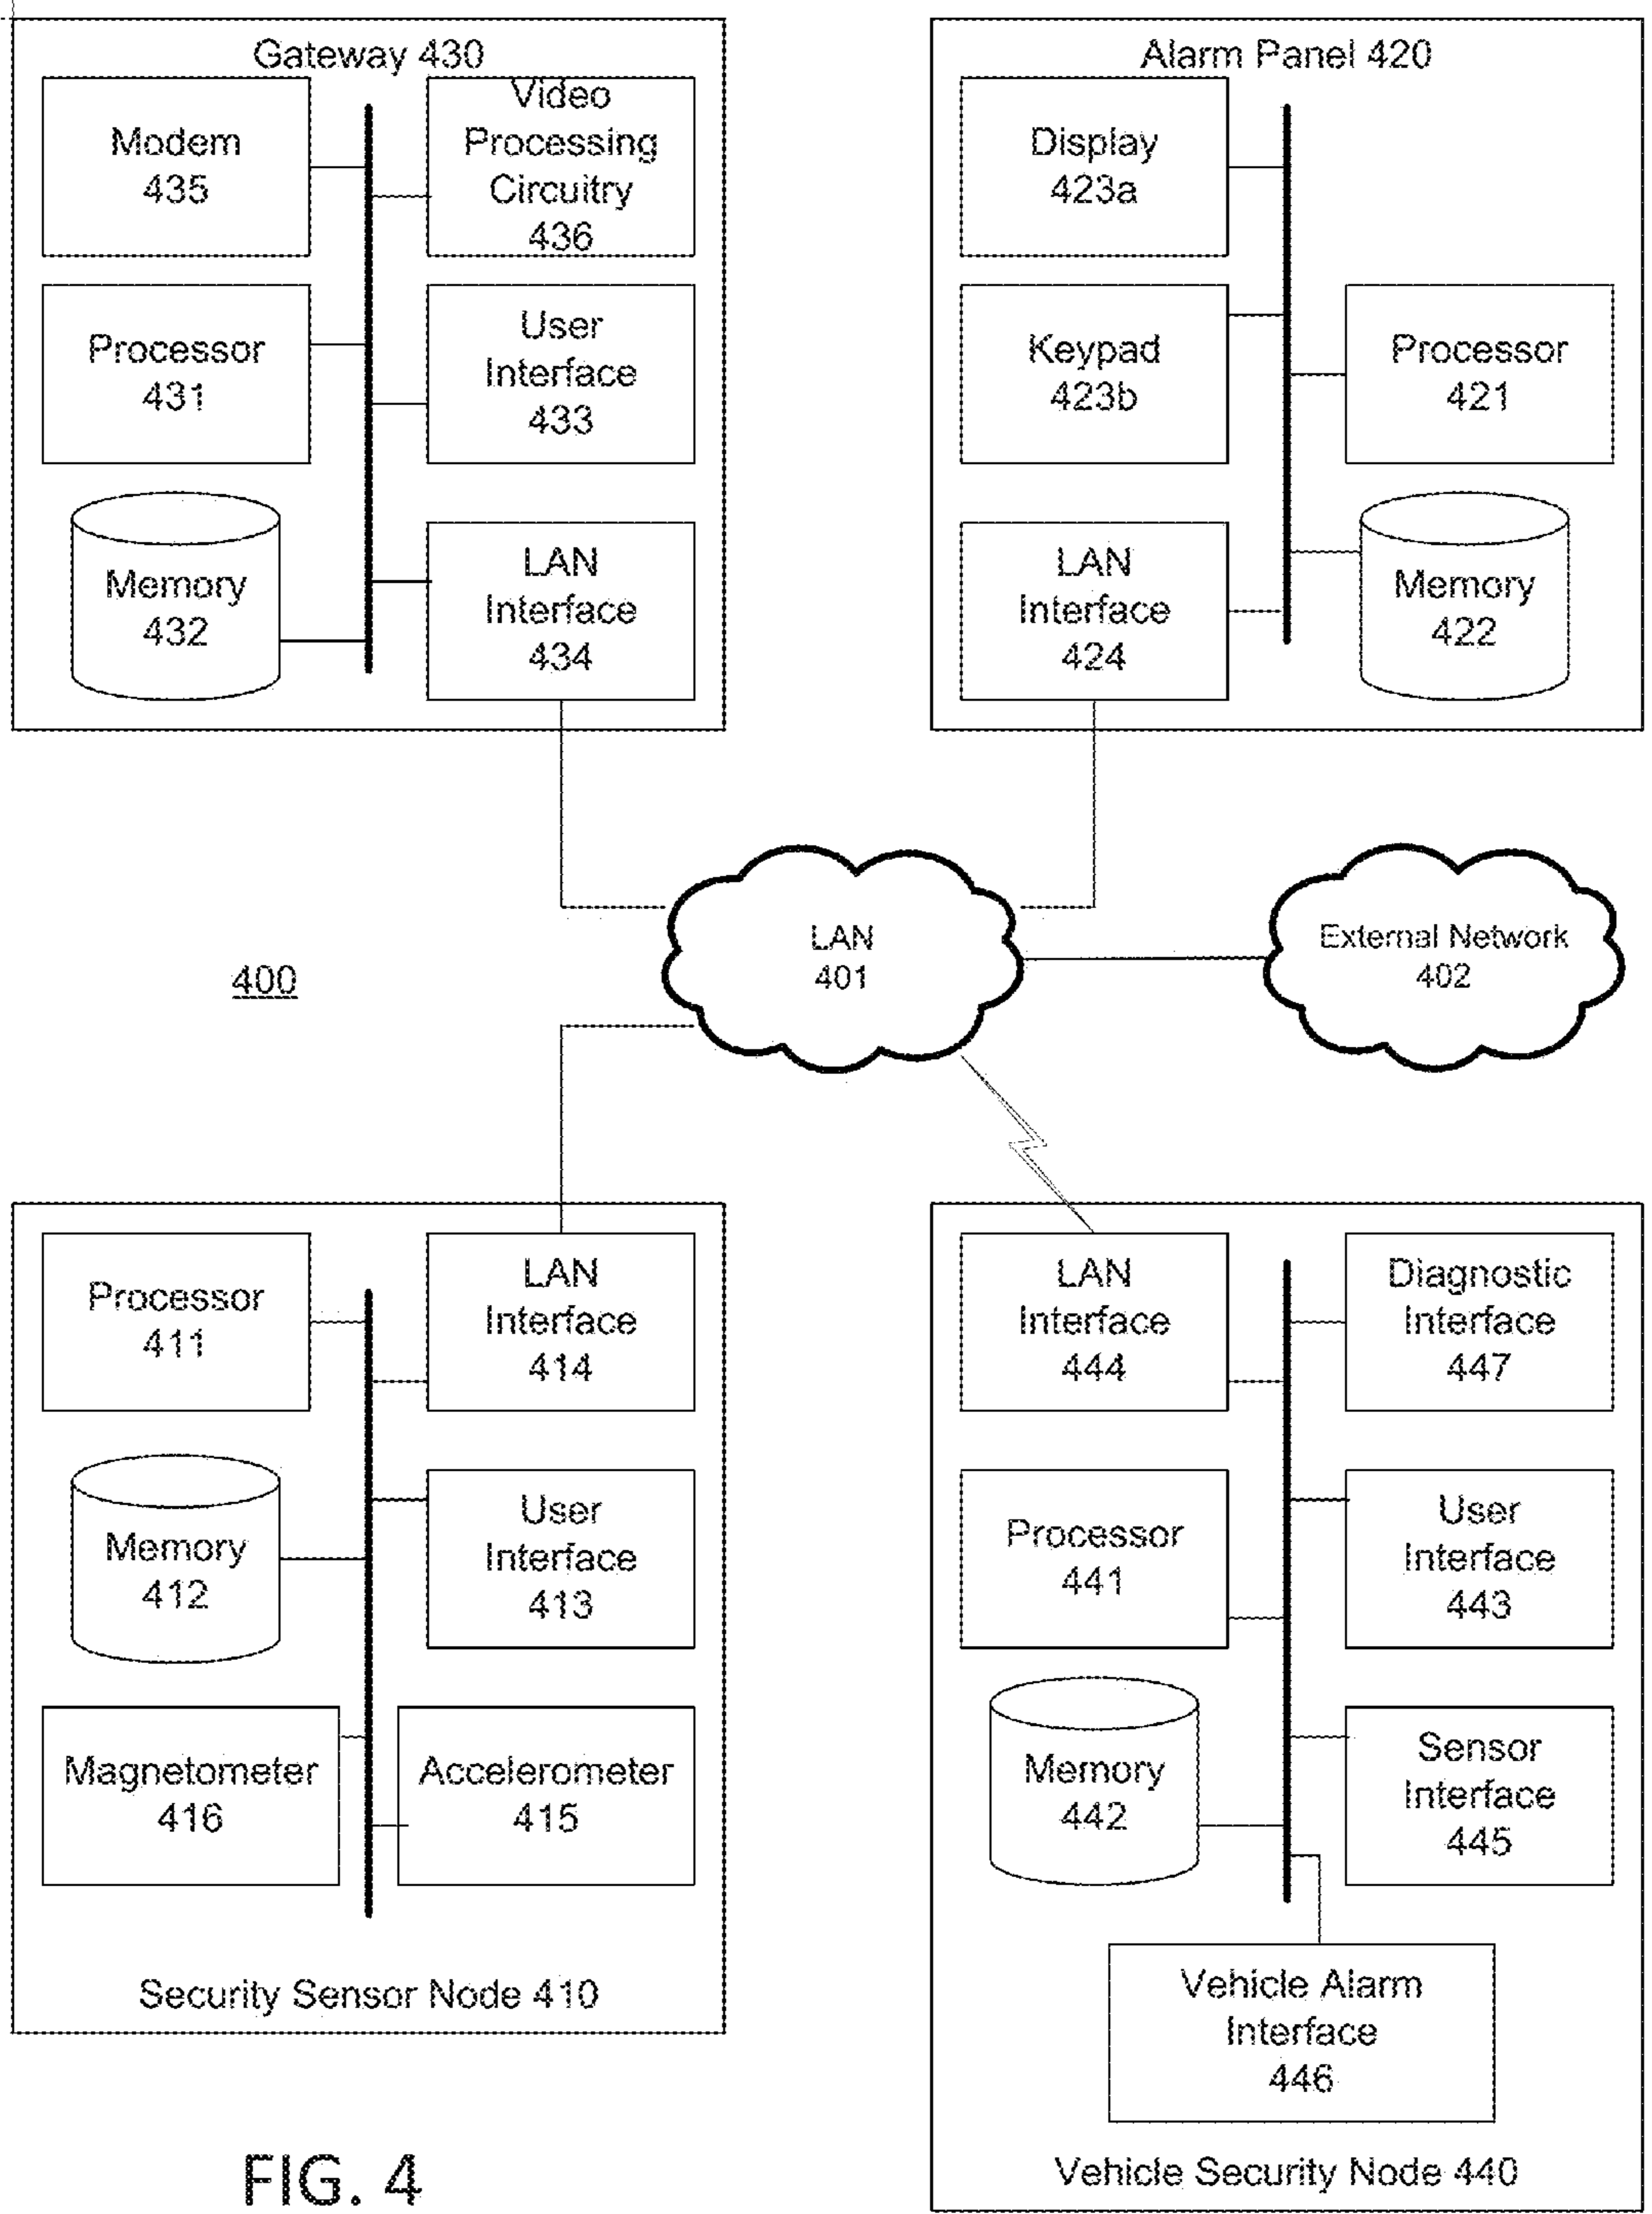 Gateway 430
Modem
435
Video
Processing
Circuitry
436
Processor
431
User
Interface
433
Memory
432
LAN
Interface
434
Alarm Panel 420
Display
423a
Keypad
423b
Processor
421
LAN
Interface
424
Memory
422
LAN
401
External Network
402
400
Processor
411
LAN
Interface
414
Memory
412
User
Interface
413
Magnetometer
416
Accelerometer
415
Security Sensor Node 410
LAN
Interface
444
Diagnostic
Interface
447
Processor
441
User
Interface
443
Memory
442
Sensor
Interface
445
Vehicle Alarm
Interface
446
Vehicle Security Node 440
FIG. 4